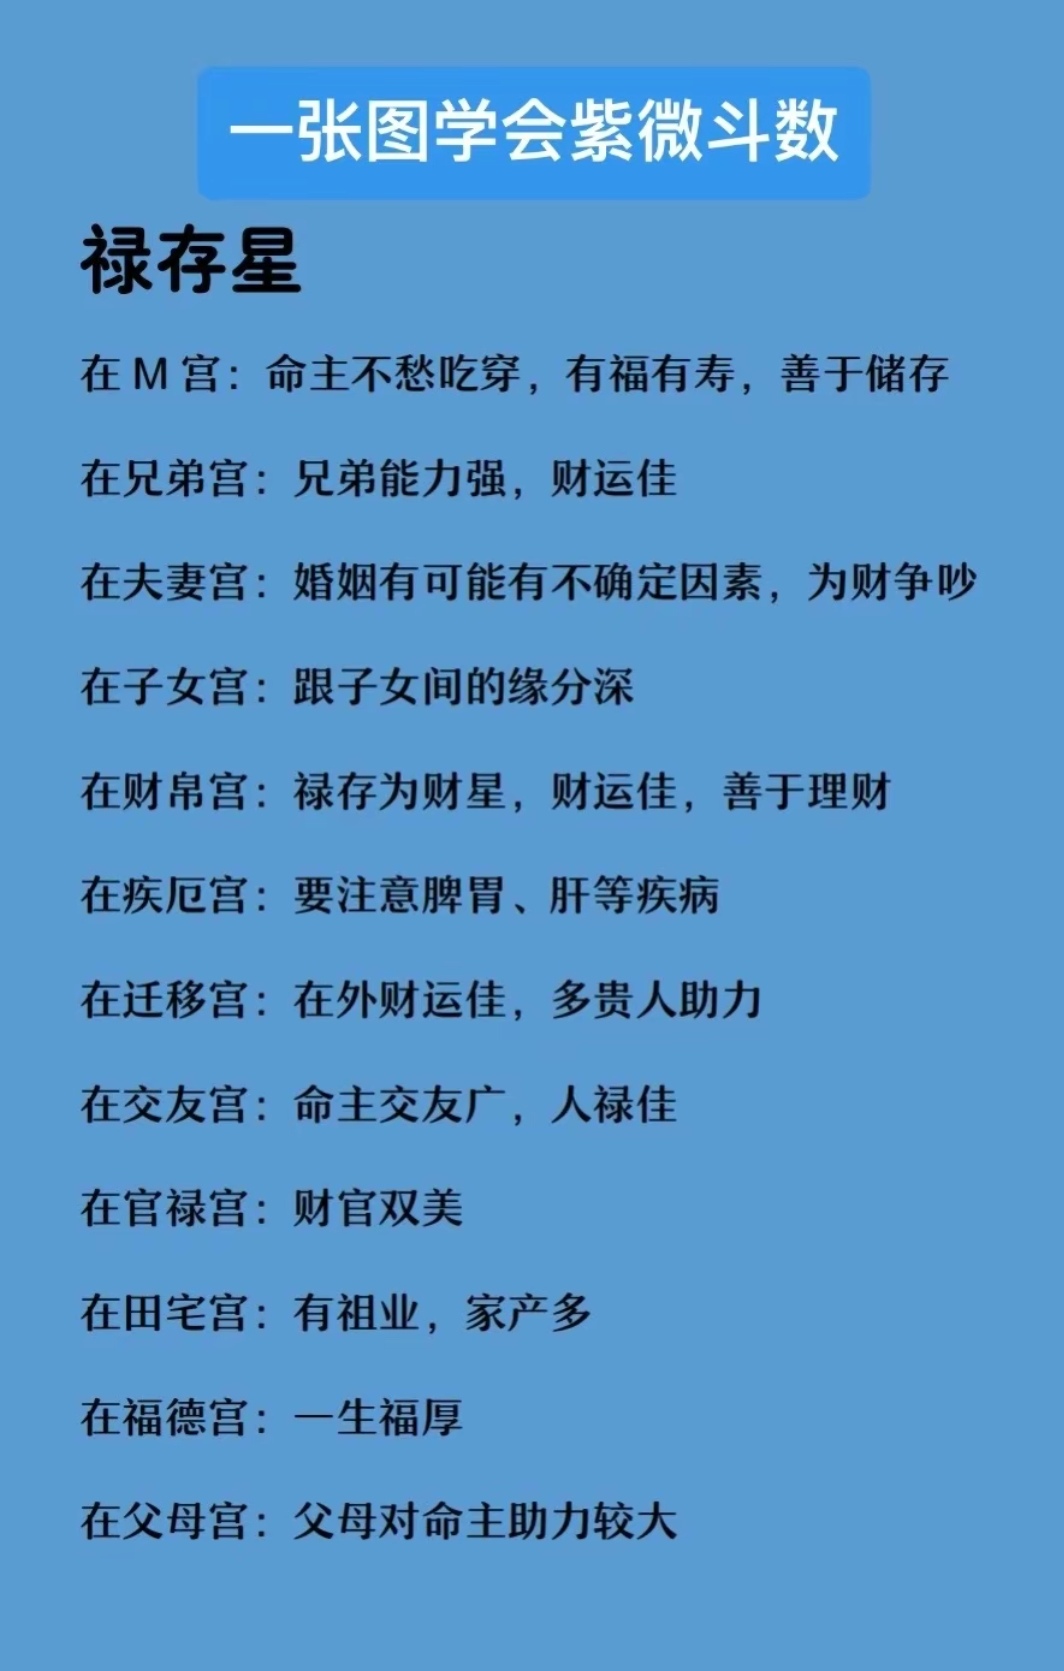 一张图学会紫微斗数
禄存星
在 M 宫：命主不愁吃穿，有福有寿，善于储存
在兄弟宫：兄弟能力强，财运佳
在夫妻宫：婚姻有可能有不确定因素，为财争吵
在子女宫：跟子女间的缘分深
在财帛宫：禄存为财星，财运佳，善于理财
在疾厄宫：要注意脾胃、肝等疾病
在迁移宫：在外财运佳，多贵人助力
在交友宫：命主交友广，人禄佳
在官禄宫：财官双美
在田宅宫：有祖业，家产多
在福德宫：一生福厚
在父母宫：父母对命主助力较大